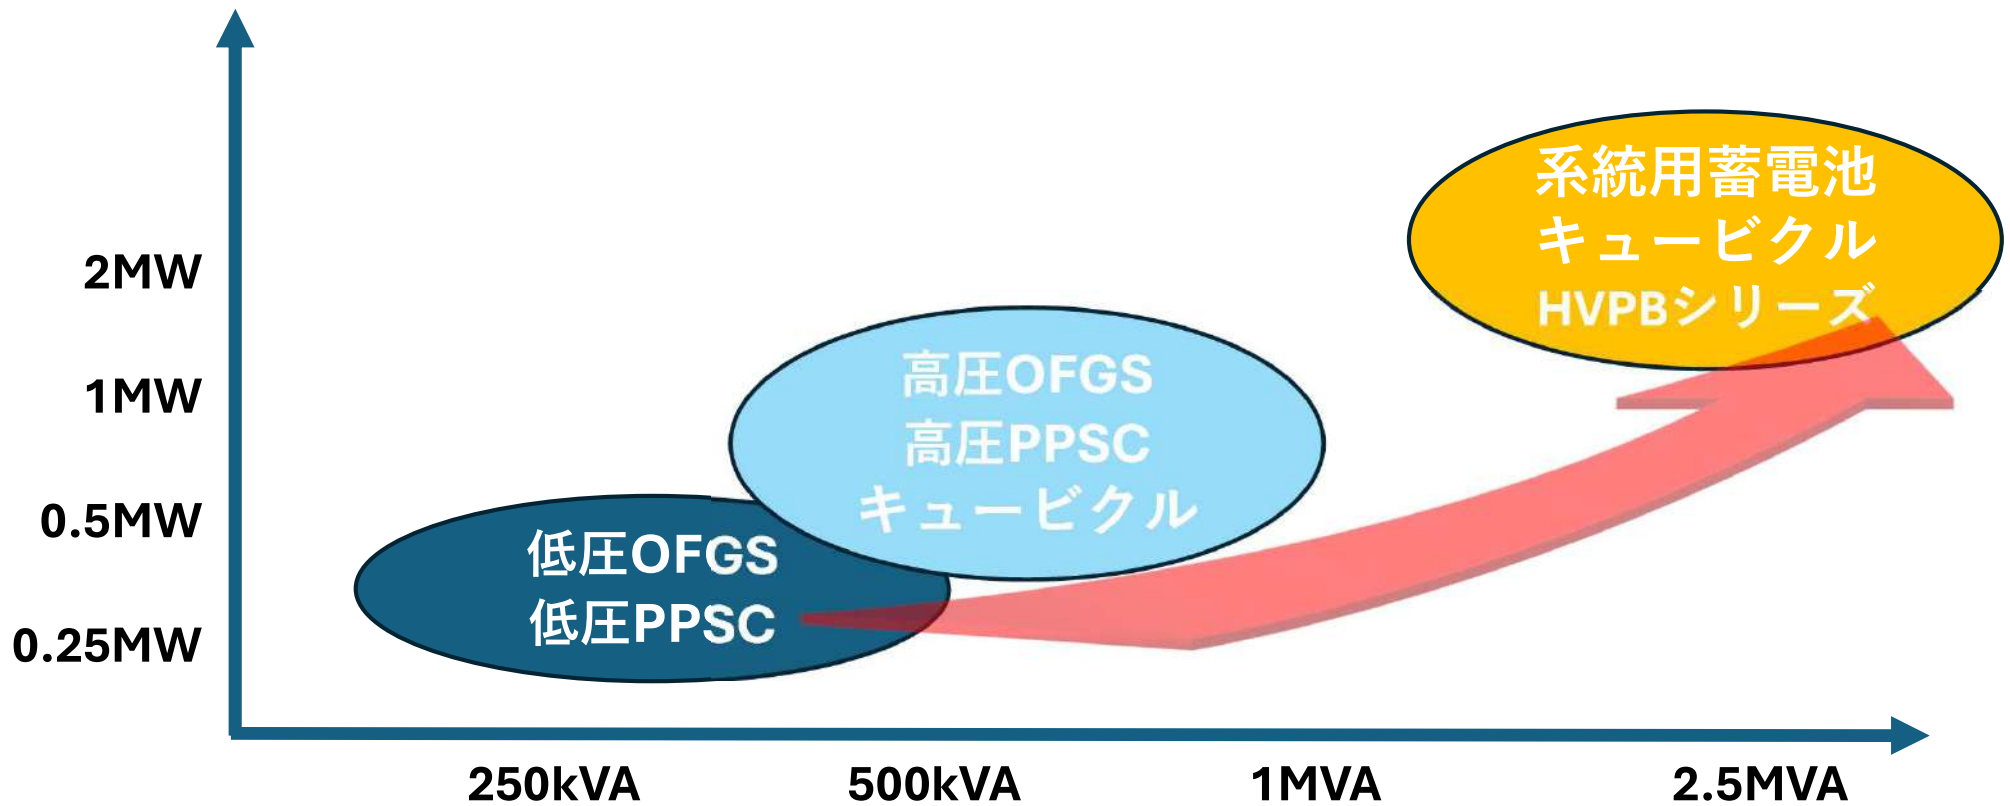 系統用蓄電池
キュービクル
HVPBシリーズ
2MW
高圧OFGS
1MW
高圧PPSC
キュービクル
0.5MW
低圧OFGS
低圧PPSC
0.25MW
250kVA
500kVA
1MVA
2.5MVA